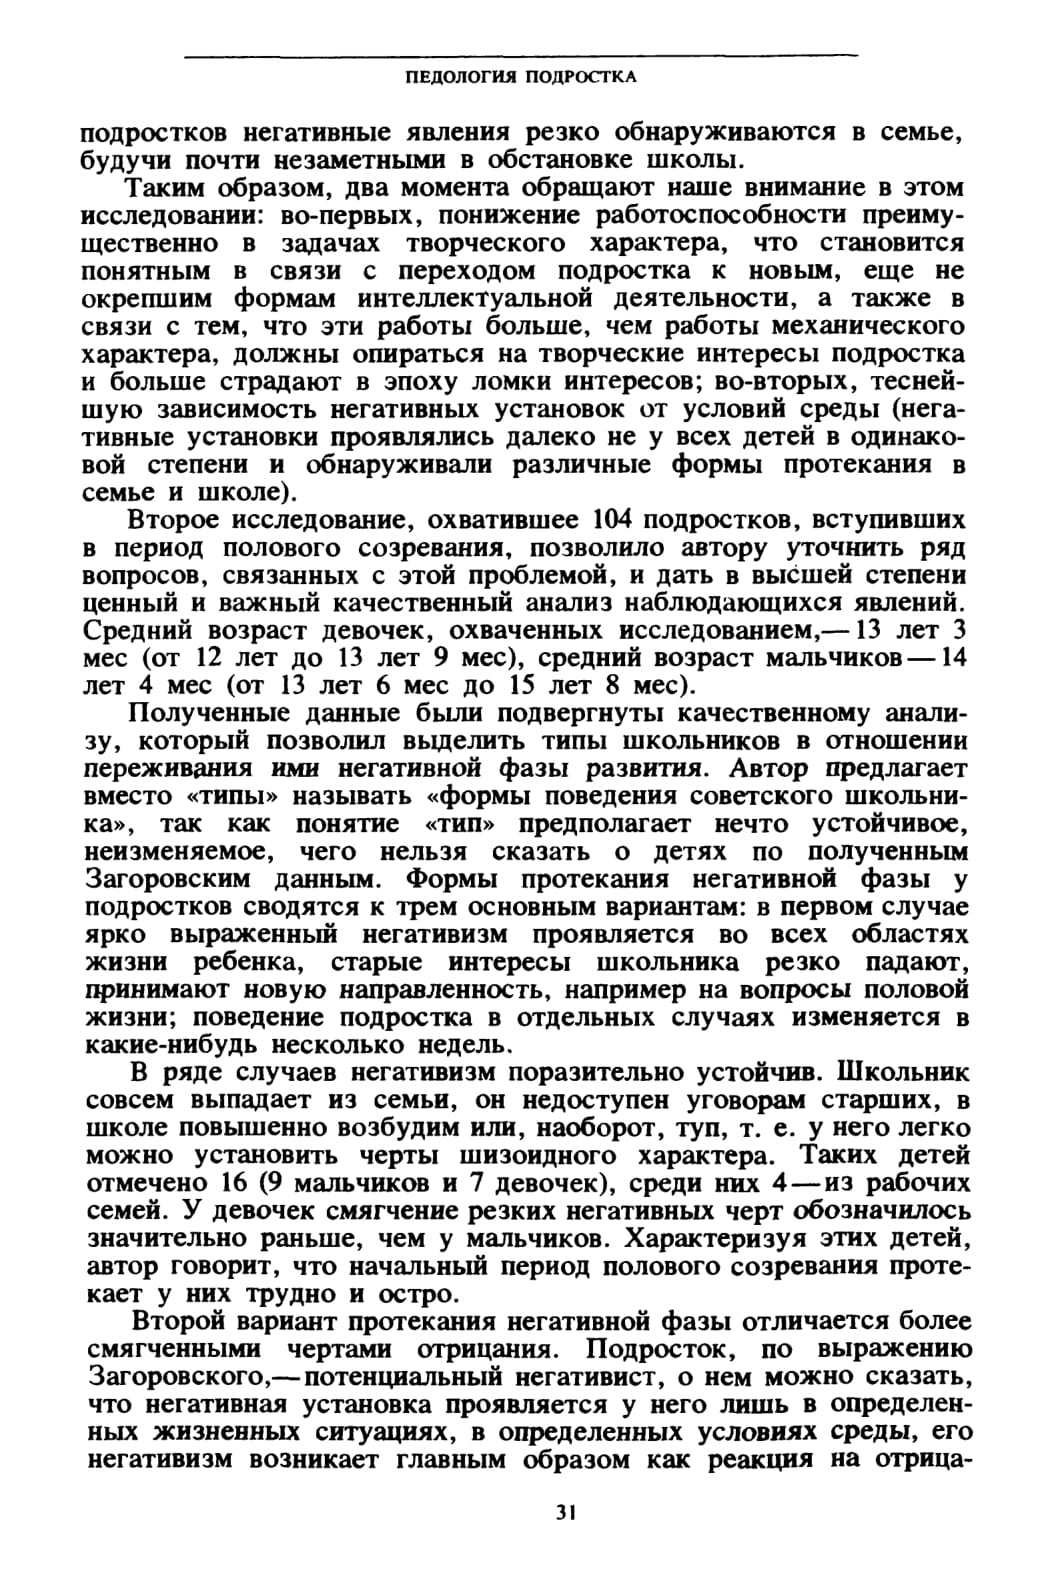 ПЕДОЛОГИЯ ПОДРОСТКА
подростков негативные явления резко обнаруживаются в семье,
будучи почти незаметными в обстановке школы.
Таким образом, два момента обращают наше внимание в этом
исследовании: во-первых, понижение работоспособности преиму-
щественно в задачах творческого характера, что становится
понятным в связи с переходом подростка к новым, еще не
окрепшим формам интеллектуальной деятельности, а также в
связи с тем, что эти работы больше, чем работы механического
характера, должны опираться на творческие интересы подростка
и больше страдают в эпоху ломки интересов; во-вторых, тесней-
шую зависимость негативных установок от условий среды (нега-
тивные установки проявлялись далеко не у всех детей в одинако-
вой степени и обнаруживали различные формы протекания в
семье и школе).
Второе исследование, охватившее 104 подростков, вступивших
в период полового созревания, позволило автору уточнить ряд
вопросов, связанных с этой проблемой, и дать в высшей степени
ценный и важный качественный анализ наблюдающихся явлений.
Средний возраст девочек, охваченных исследованием,— 13 лет 3
мес (от 12 лет до 13 лет 9 мес), средний возраст мальчиков — 14
лет 4 мес (от 13 лет 6 мес до 15 лет 8 мес).
Полученные данные были подвергнуты качественному анали-
зу, который позволил выделить типы школьников в отношении
переживания ими негативной фазы развития. Автор предлагает
вместо «типы» называть «формы поведения советского школьни-
ка», так как понятие «тип» предполагает нечто устойчивое,
неизменяемое, чего нельзя сказать о детях по полученным
Загоровским данным. Формы протекания негативной фазы у
подростков сводятся к трем основным вариантам: в первом случае
ярко выраженный негативизм проявляется во всех областях
жизни ребенка, старые интересы школьника резко падают,
принимают новую направленность, например на вопросы половой
жизни; поведение подростка в отдельных случаях изменяется в
какие-нибудь несколько недель.
В ряде случаев негативизм поразительно устойчив. Школьник
совсем выпадает из семьи, он недоступен уговорам старших, в
школе повышенно возбудим или, наоборот, туп, т. е. у него легко
можно установить черты шизоидного характера. Таких детей
отмечено 16 (9 мальчиков и 7 девочек), среди них 4 — из рабочих
семей. У девочек смягчение резких негативных черт обозначилось
значительно раньше, чем у мальчиков. Характеризуя этих детей,
автор говорит, что начальный период полового созревания проте-
кает у них трудно и остро.
Второй вариант протекания негативной фазы отличается более
смягченными чертами отрицания. Подросток, по выражению
Загоровского,— потенциальный негативист, о нем можно сказать,
что негативная установка проявляется у него лишь в определен-
ных жизненных ситуациях, в определенных условиях среды, его
негативизм возникает главным образом как реакция на отрица-
31